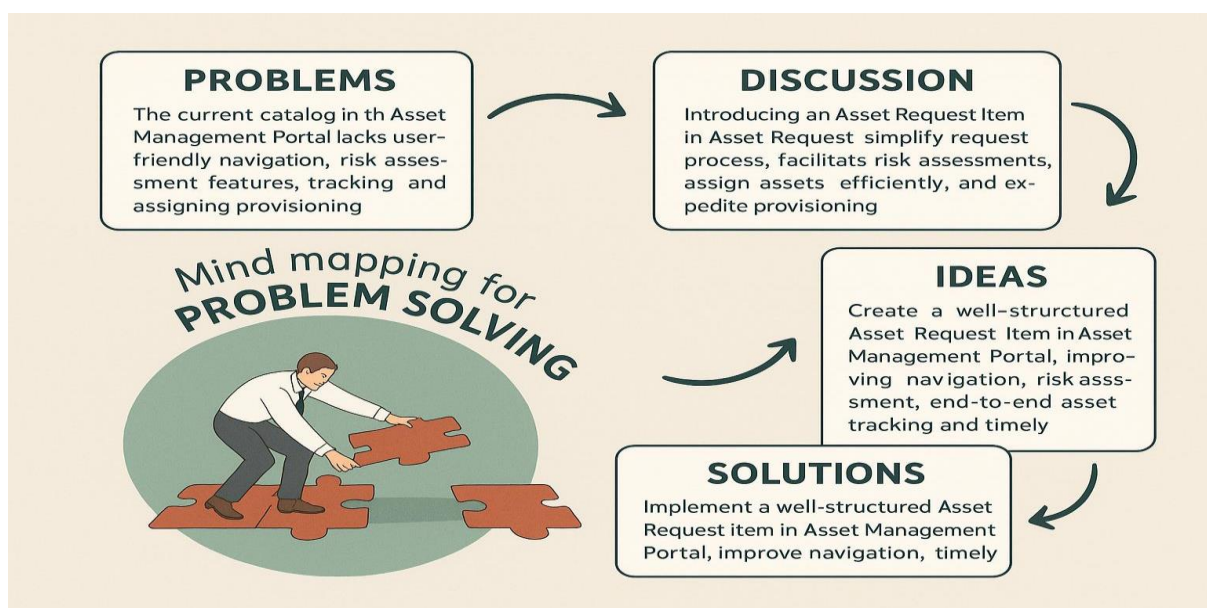 PROBLEMS
The current catalog in th Asset
Management Portal lacks user-
friendly navigation, risk asses-
sment features, tracking and
assigning provisioning
DISCUSSION
Introducing an Asset Request Item
in Asset Request simplify request
process, facilitats risk assessments,
assign assets efficiently, and ex-
pedite provisioning
Mind mapping for
PROBLEM SOLVING
IDEAS
Create a well-strurctured
Asset Request Item in Asset
Management Portal, impro-
ving navigation, risk asss-
sment, end-to-end asset
tracking and timely
SOLUTIONS
Implement a well-structured Asset
Request item in Asset Management
Portal, improve navigation, timely